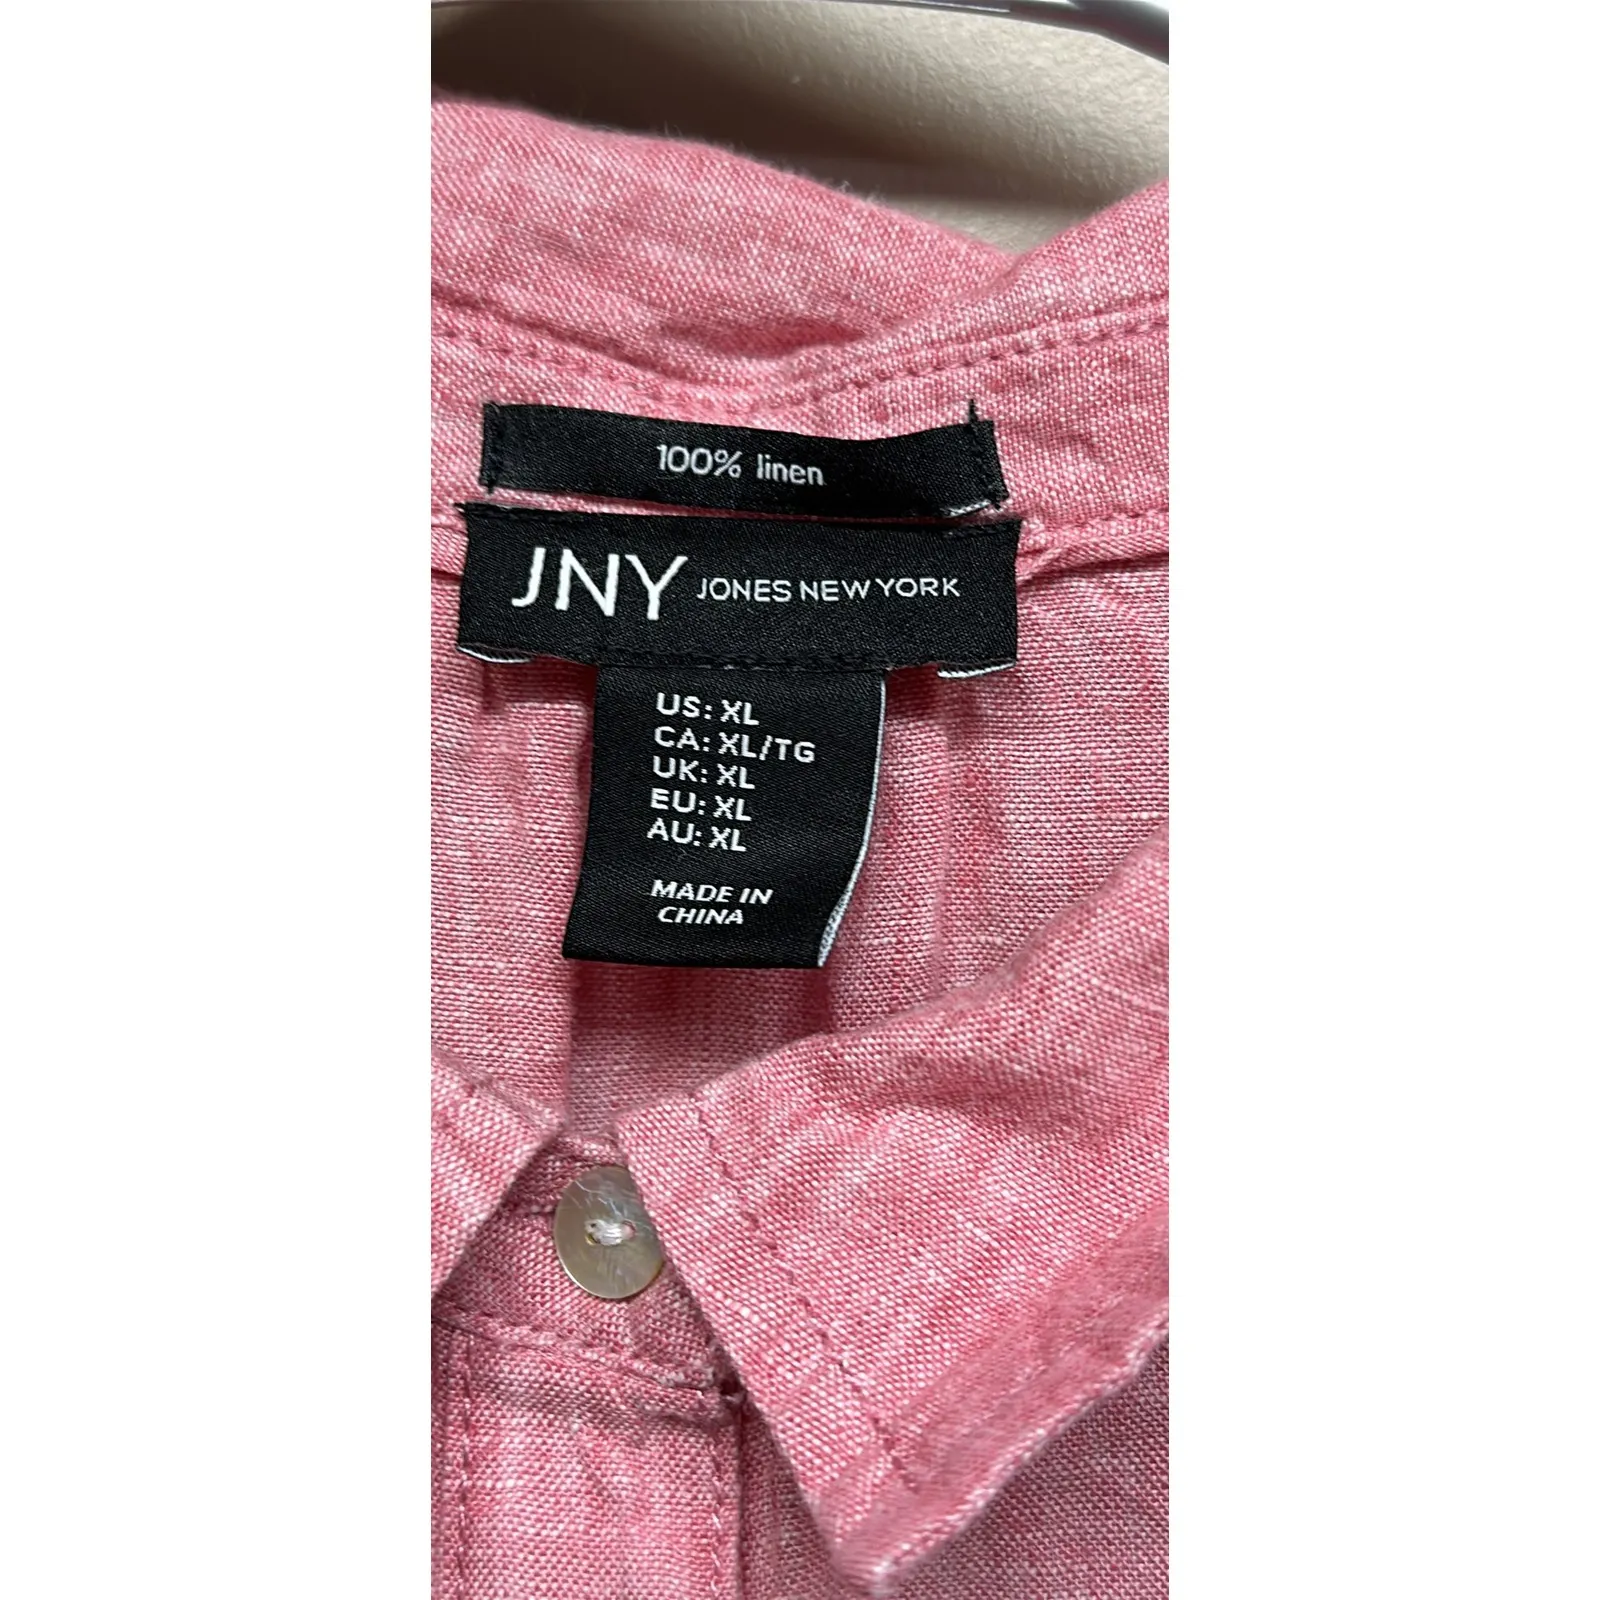 100% linen
JNY JONES NEW YORK
US: XL
CA: XL/TG
UK: XL
EU: XL
AU: XL
MADE IN
CHINA